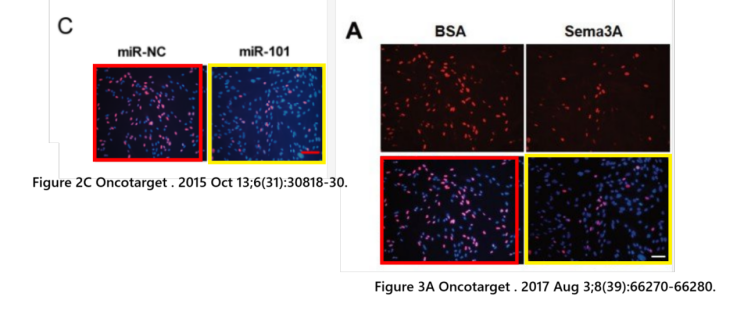 C
miR-NC miR-101
Figure 2C Oncotarget . 2015 Oct 13;6(31):30818-30.
A
BSA Sema3A
Figure 3A Oncotarget . 2017 Aug 3;8(39):66270-66280.